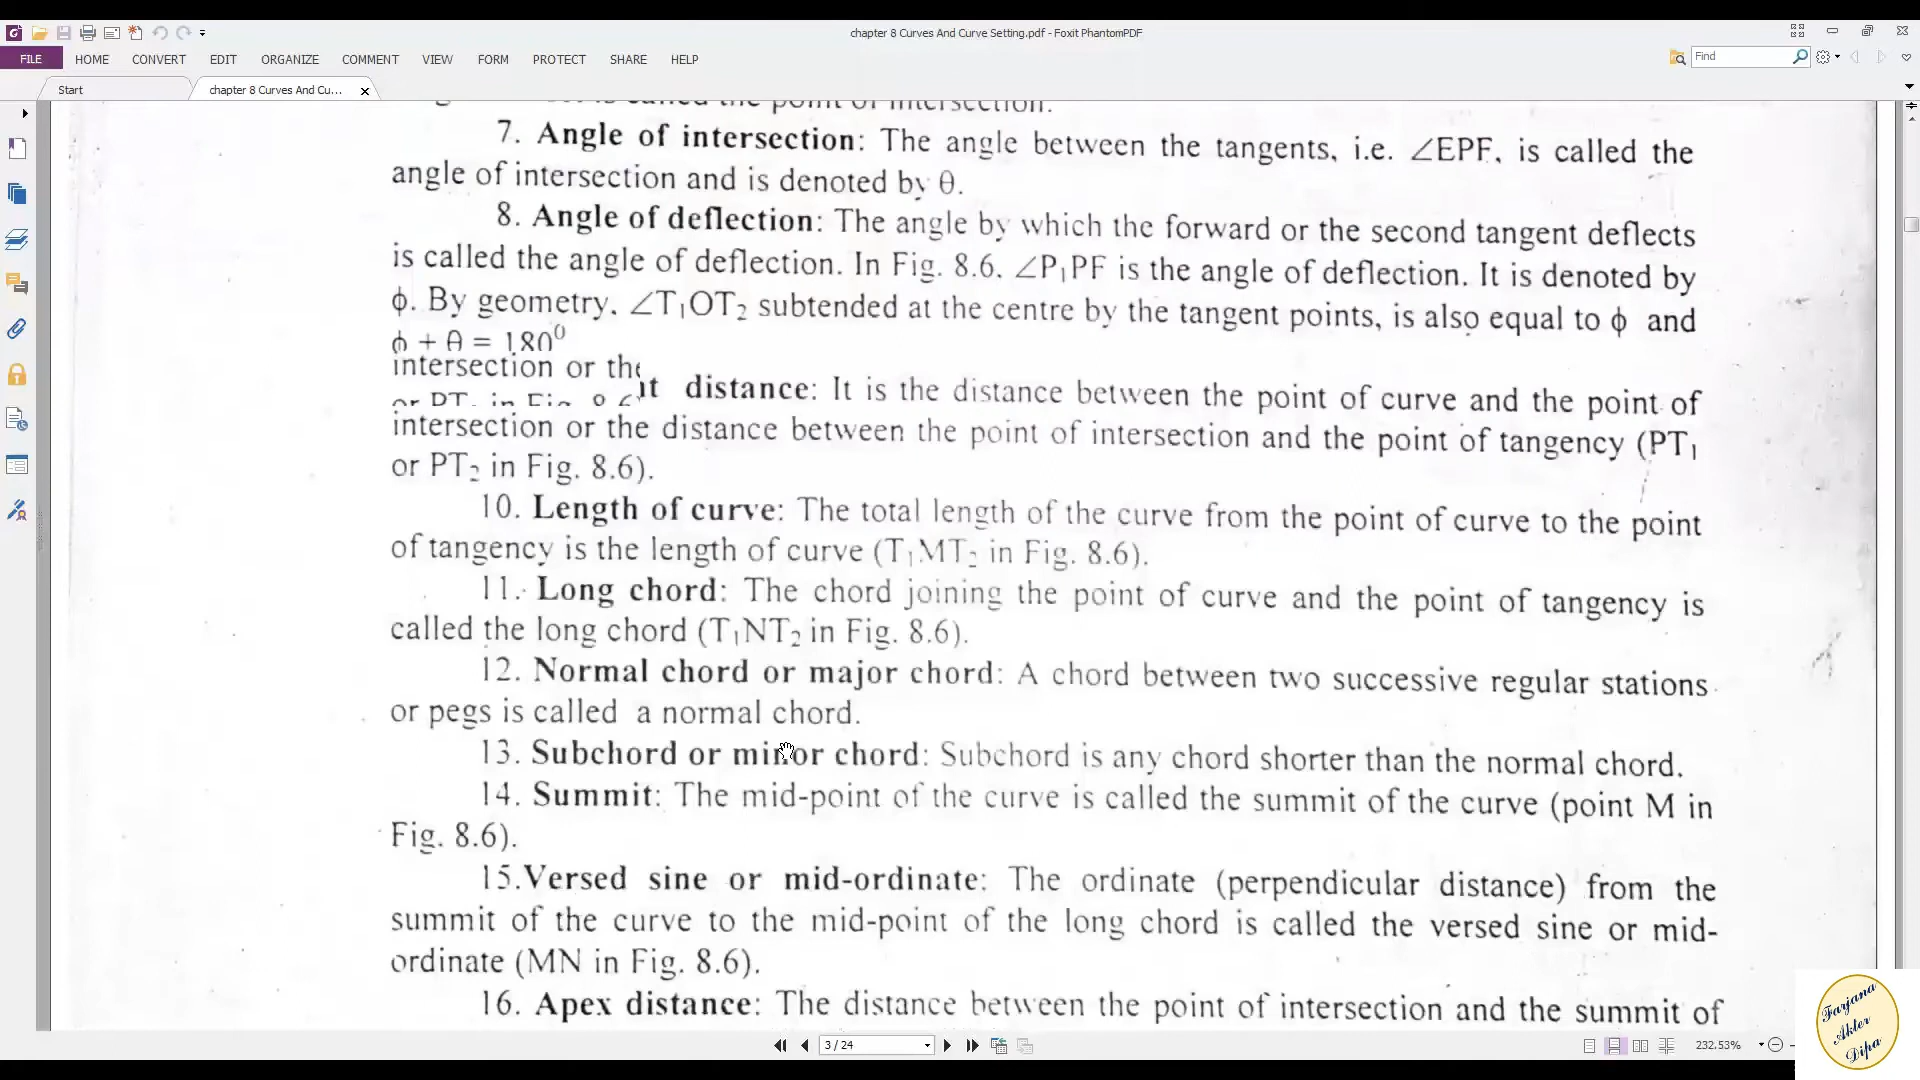 chapter 8 Curves And Curve Setting.pdf - Foxit PhantomPDF
FILE HOME CONVERT EDIT ORGANIZE COMMENT VIEW FORM PROTECT SHARE HELP
Find
Start
chapter 8 Curves And Cu...
is called the point of intersection.
7. Angle of intersection: The angle between the tangents, i.e. ∠EPF, is called the
angle of intersection and is denoted by θ.
8. Angle of deflection: The angle by which the forward or the second tangent deflects
is called the angle of deflection. In Fig. 8.6. ∠P₁PF is the angle of deflection. It is denoted by
ϕ. By geometry, ∠T₁OT₂ subtended at the centre by the tangent points, is also equal to ϕ and
ϕ + θ = 180⁰
intersection or the
or PT₂ in Fig. 8.6
t distance: It is the distance between the point of curve and the point of
intersection or the distance between the point of intersection and the point of tangency (PT₁
or PT₂ in Fig. 8.6).
10. Length of curve: The total length of the curve from the point of curve to the point
of tangency is the length of curve (T₁MT₂ in Fig. 8.6).
11. Long chord: The chord joining the point of curve and the point of tangency is
called the long chord (T₁NT₂ in Fig. 8.6).
12. Normal chord or major chord: A chord between two successive regular stations
or pegs is called a normal chord.
13. Subchord or minor chord: Subchord is any chord shorter than the normal chord.
14. Summit: The mid-point of the curve is called the summit of the curve (point M in
Fig. 8.6).
15.Versed sine or mid-ordinate: The ordinate (perpendicular distance) from the
summit of the curve to the mid-point of the long chord is called the versed sine or mid-
ordinate (MN in Fig. 8.6).
16. Apex distance: The distance between the point of intersection and the summit of
3 / 24
232.53%
Farjana
Akter
Dipa